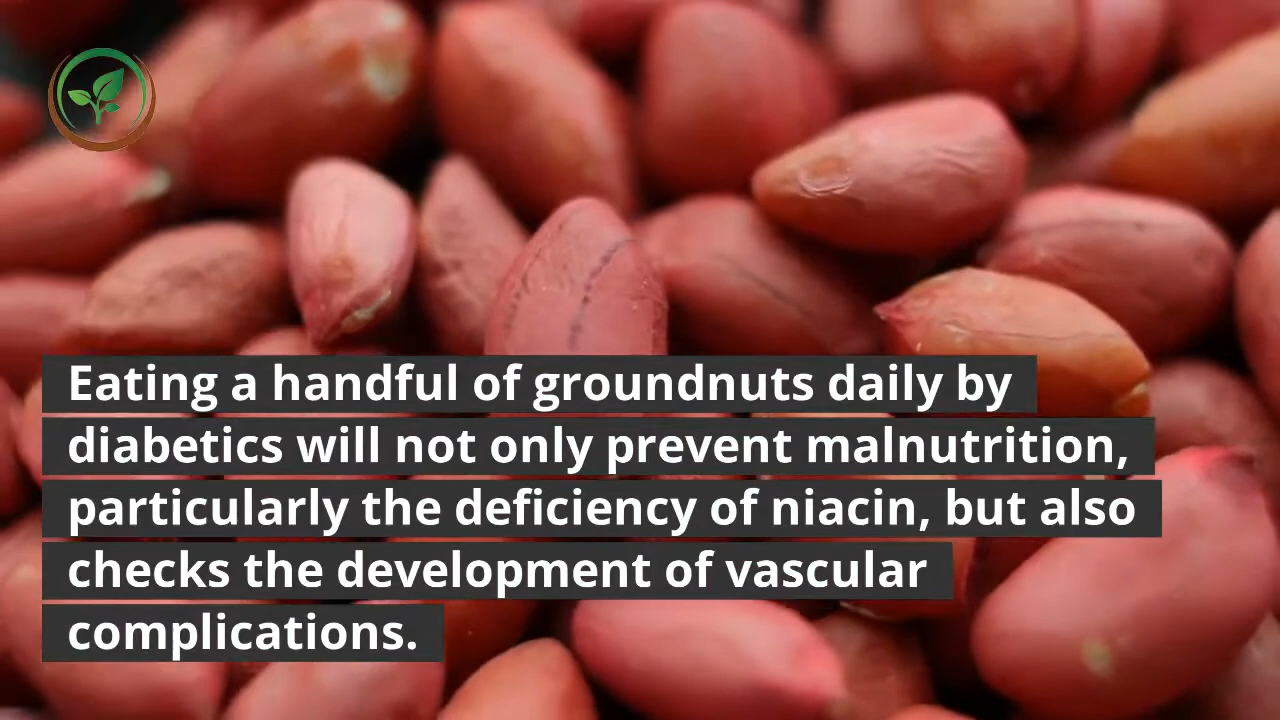 Eating a handful of groundnuts daily by
diabetics will not only prevent malnutrition,
particularly the deficiency of niacin, but also
checks the development of vascular
complications.